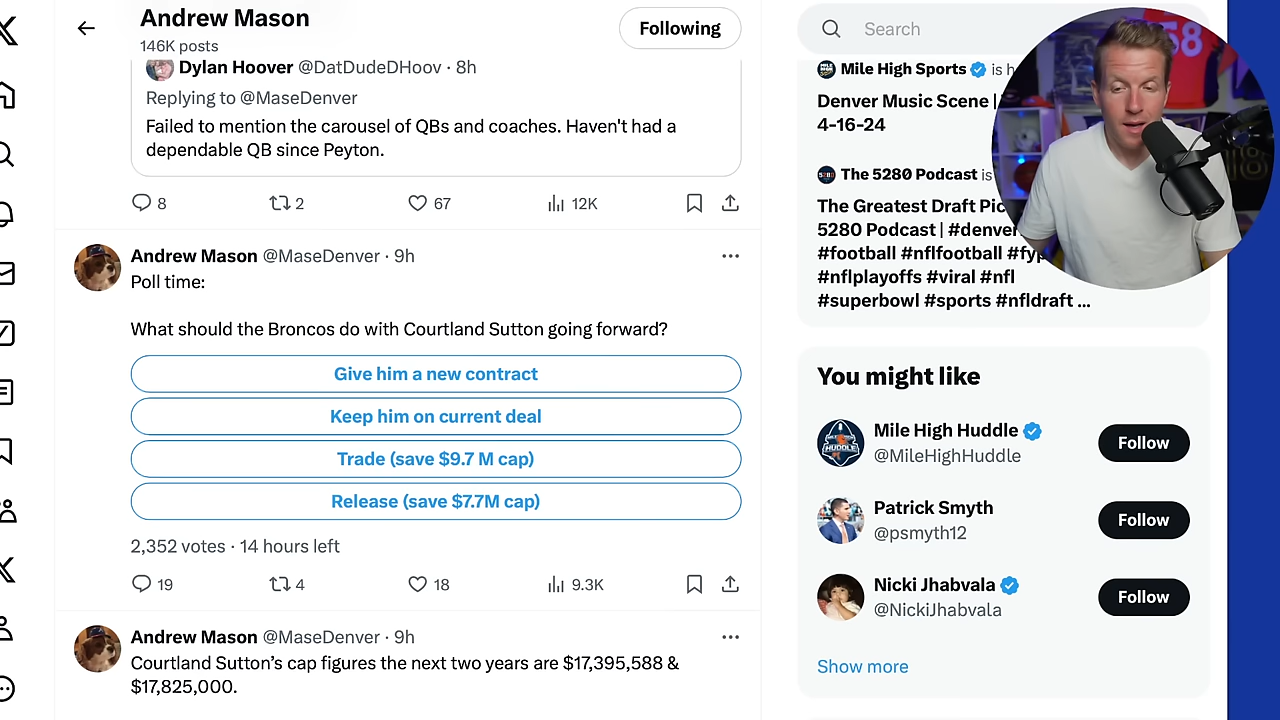 Andrew Mason
146K posts
Following
Dylan Hoover @DatDudeDHoov · 8h
Replying to @MaseDenver
Failed to mention the carousel of QBs and coaches. Haven't had a
dependable QB since Peyton.
8 2 67 12K
Andrew Mason @MaseDenver · 9h
Poll time:
What should the Broncos do with Courtland Sutton going forward?
Give him a new contract
Keep him on current deal
Trade (save $9.7 M cap)
Release (save $7.7M cap)
2,352 votes · 14 hours left
19 4 18 9.3K
Andrew Mason @MaseDenver · 9h
Courtland Sutton’s cap figures the next two years are $17,395,588 &
$17,825,000.
Search
Mile High Sports is h
Denver Music Scene |
4-16-24
The 5280 Podcast is
The Greatest Draft Pic
5280 Podcast | #denver
#football #nflfootball #fyp
#nflplayoffs #viral #nfl
#superbowl #sports #nfldraft ...
58
You might like
Mile High Huddle
@MileHighHuddle
Follow
Patrick Smyth
@psmyth12
Follow
Nicki Jhabvala
@NickiJhabvala
Follow
Show more